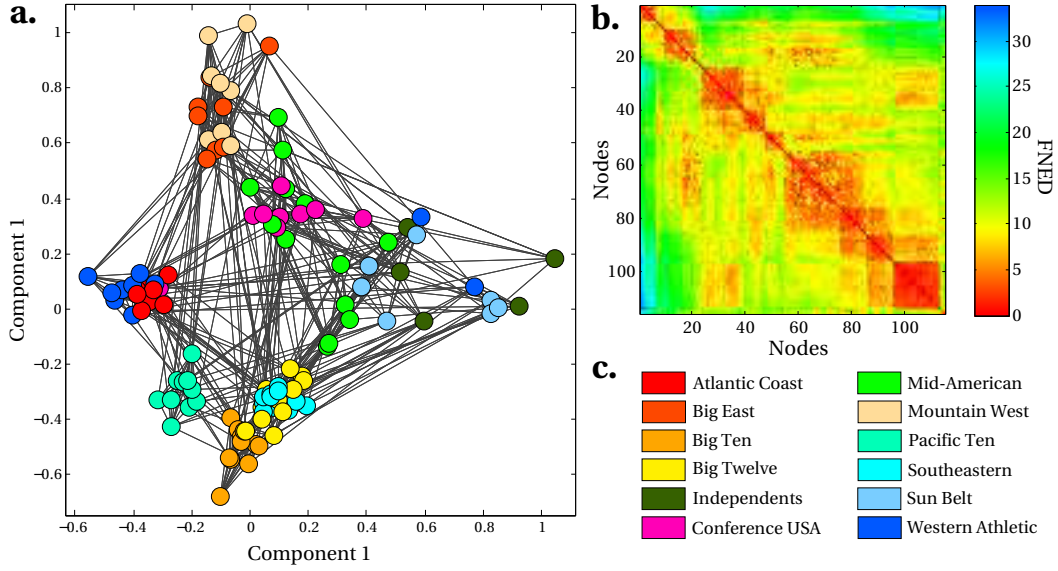 a.
1
0.8
0.6
0.4
0.2
0
−0.2
−0.4
−0.6
Component 1
−0.6 −0.4 −0.2 0 0.2 0.4 0.6 0.8 1
Component 1
b.
20
40
60
80
100
Nodes
20 40 60 80 100
Nodes
30
25
20
15
10
5
0
FNED
c.
Atlantic Coast
Big East
Big Ten
Big Twelve
Independents
Conference USA
Mid-American
Mountain West
Pacific Ten
Southeastern
Sun Belt
Western Athletic